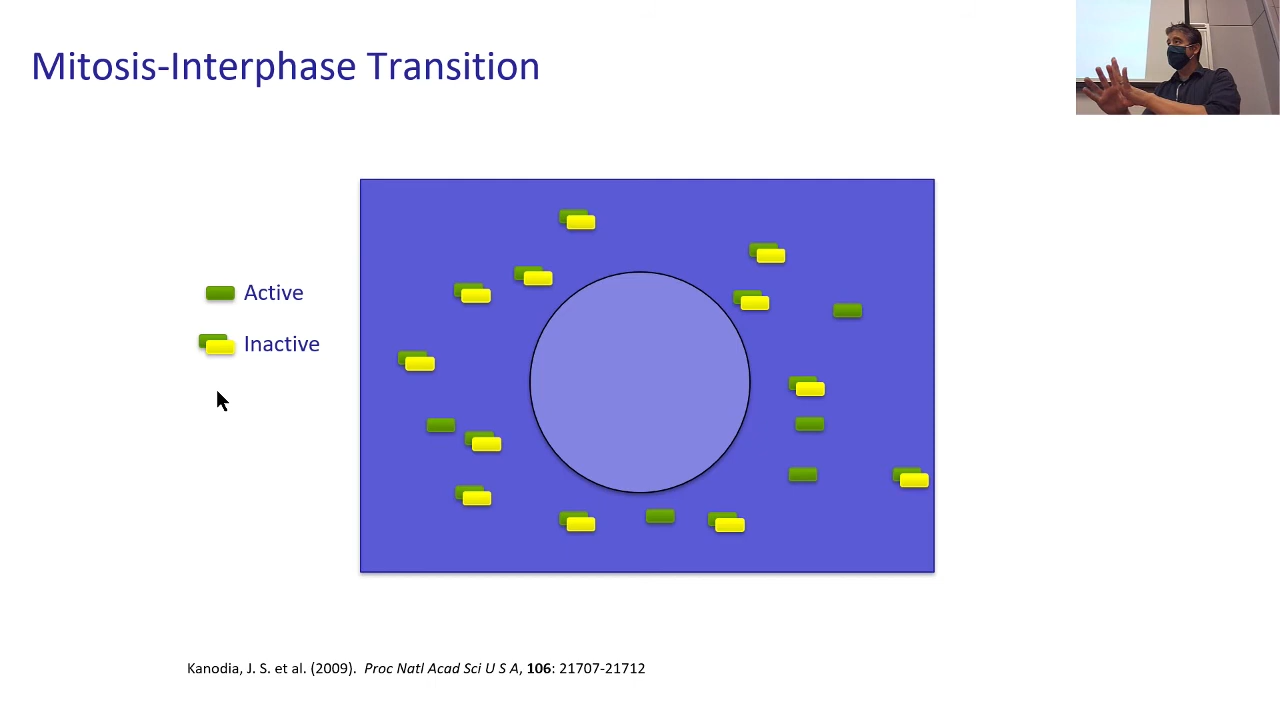 Mitosis-Interphase Transition
Active
Inactive
Kanodia, J. S. et al. (2009). Proc Natl Acad Sci U S A, 106: 21707-21712